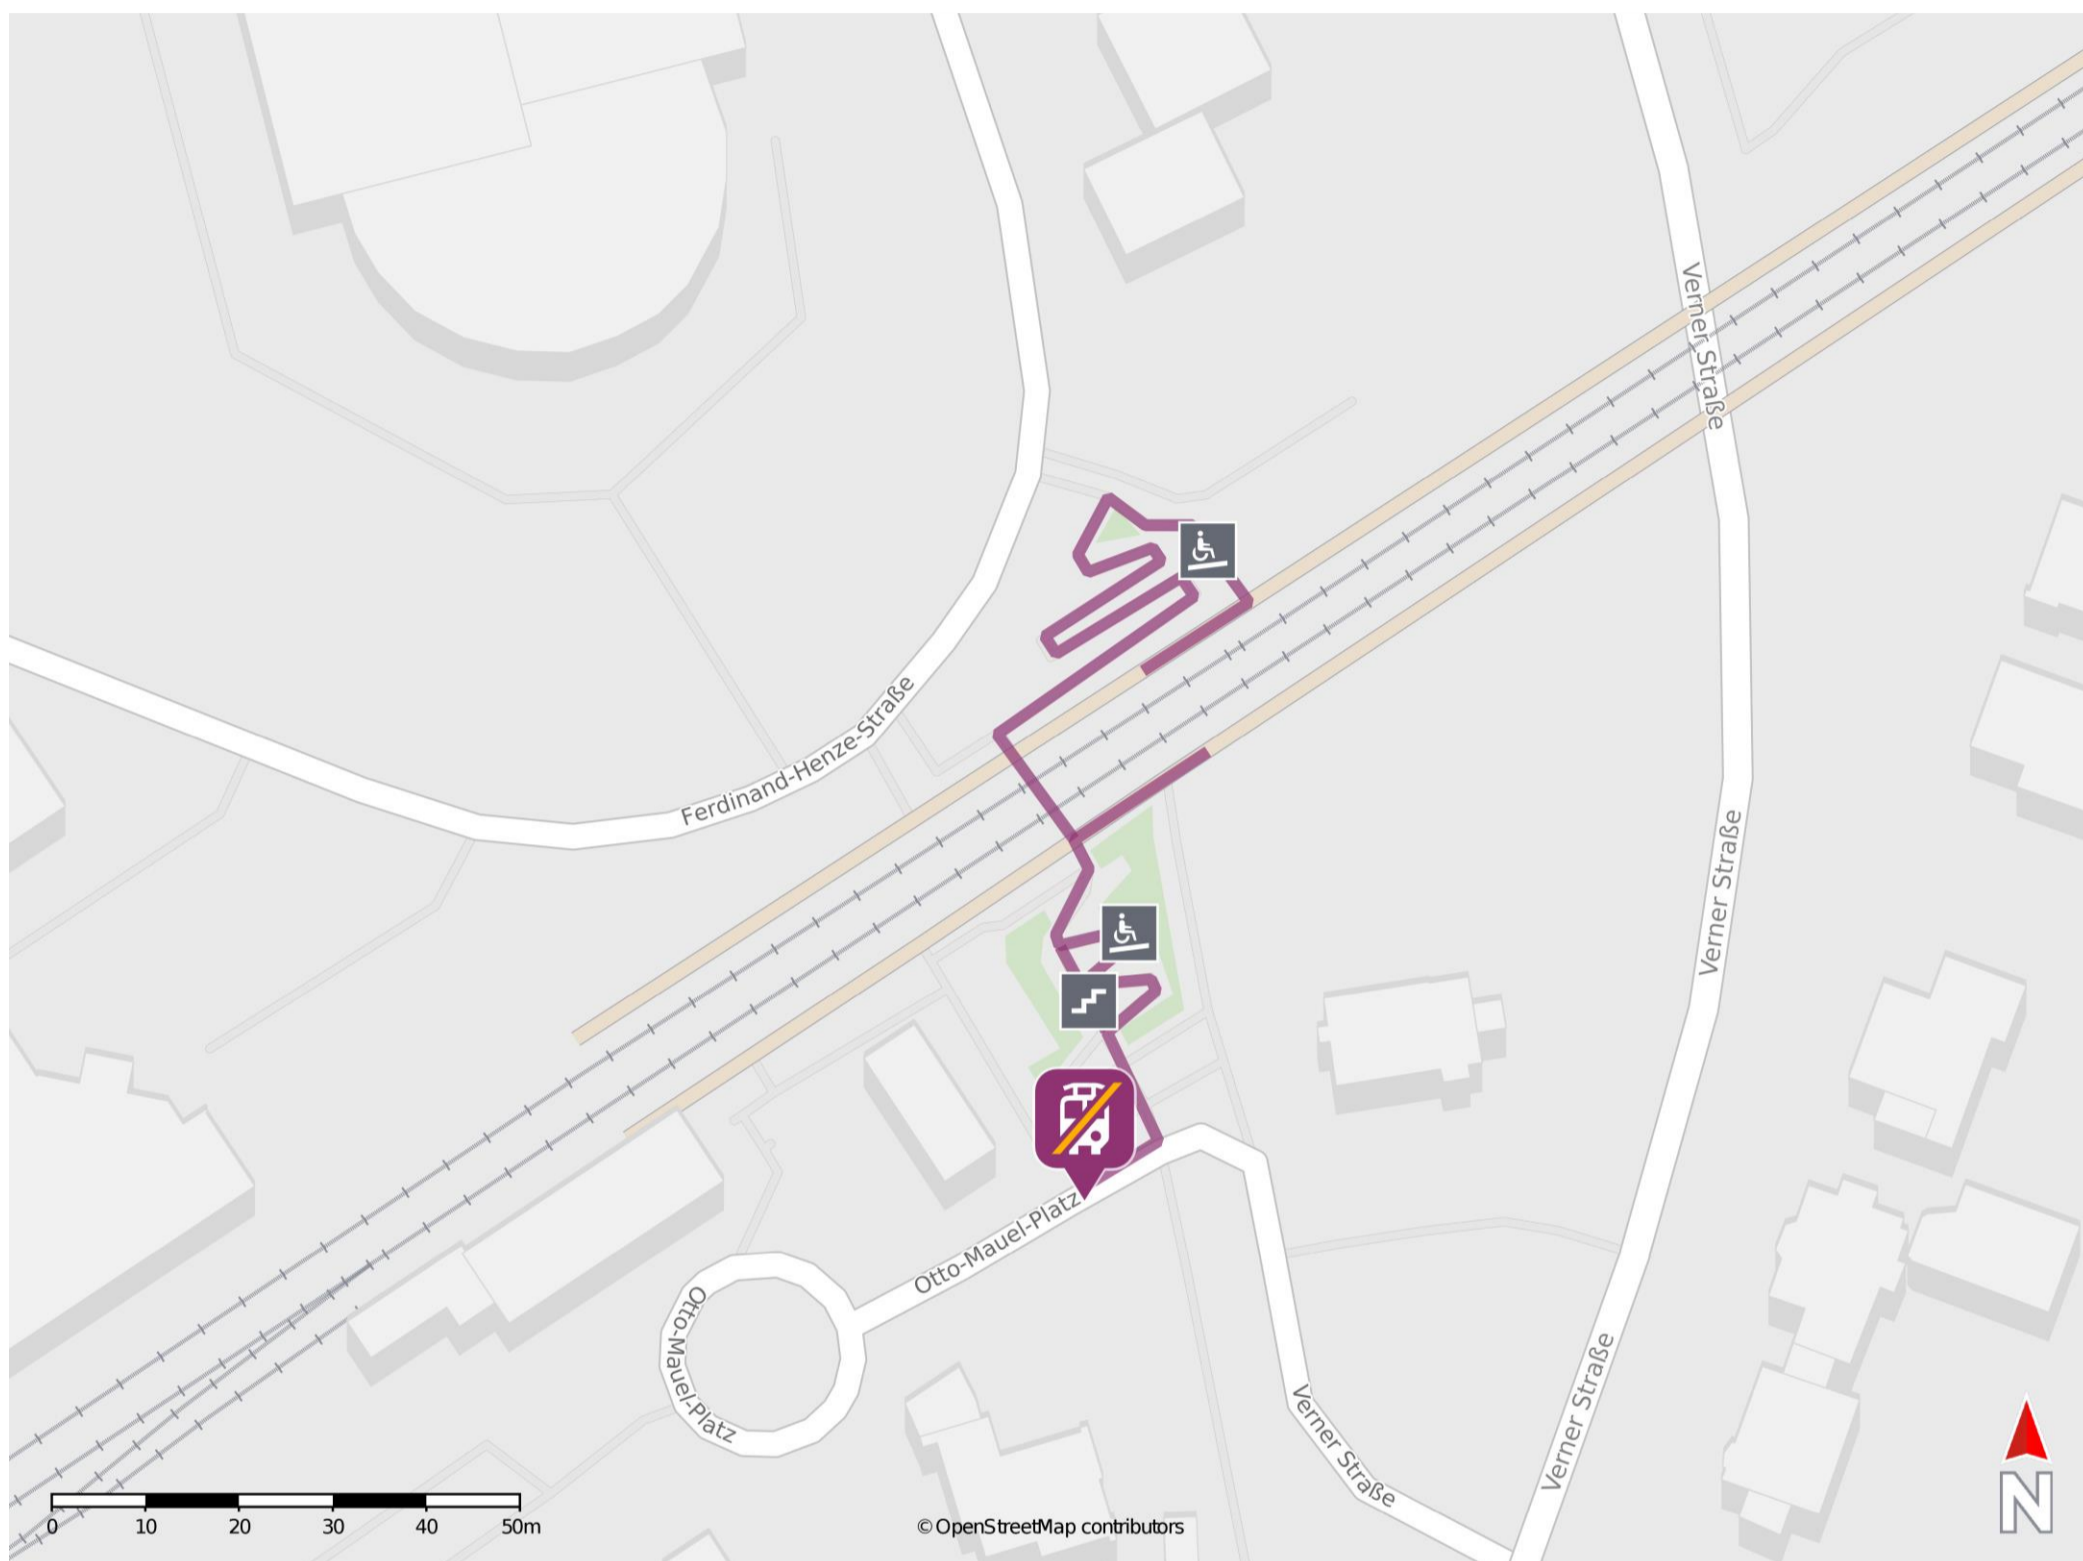 Verner Straße
Ferdinand-Henze-Straße
Verner Straße
Otto-Mauel-Platz
Otto-Mauel-Platz
Verner Straße
Verner Straße
N
0 10 20 30 40 50m
© OpenStreetMap contributors